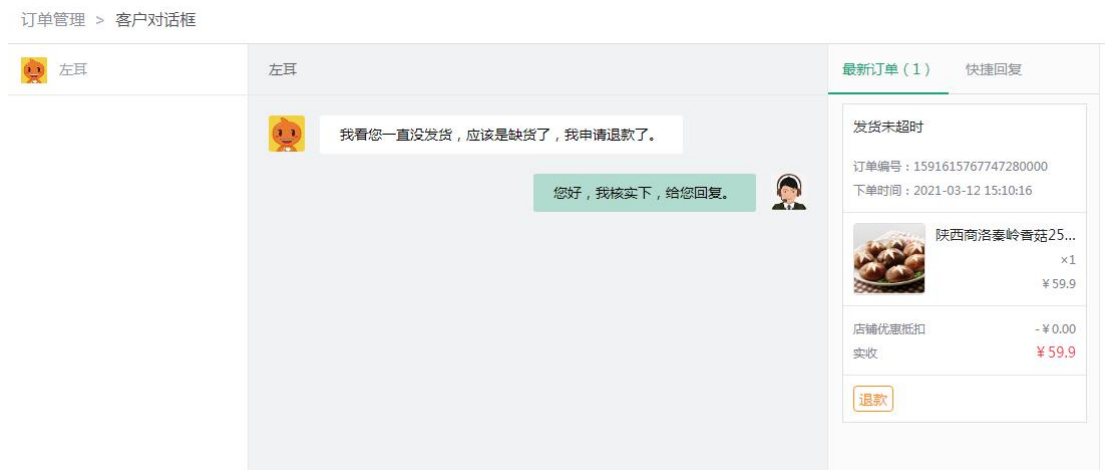 订单管理 > 客户对话框
左耳
左耳
我看您一直没发货，应该是缺货了，我申请退款了。
您好，我核实下，给您回复。
最新订单（1） 快捷回复
发货未超时
订单编号：1591615767747280000
下单时间：2021-03-12 15:10:16
陕西商洛秦岭香菇25...
×1
￥59.9
店铺优惠抵扣 -￥0.00
实收 ￥59.9
退款